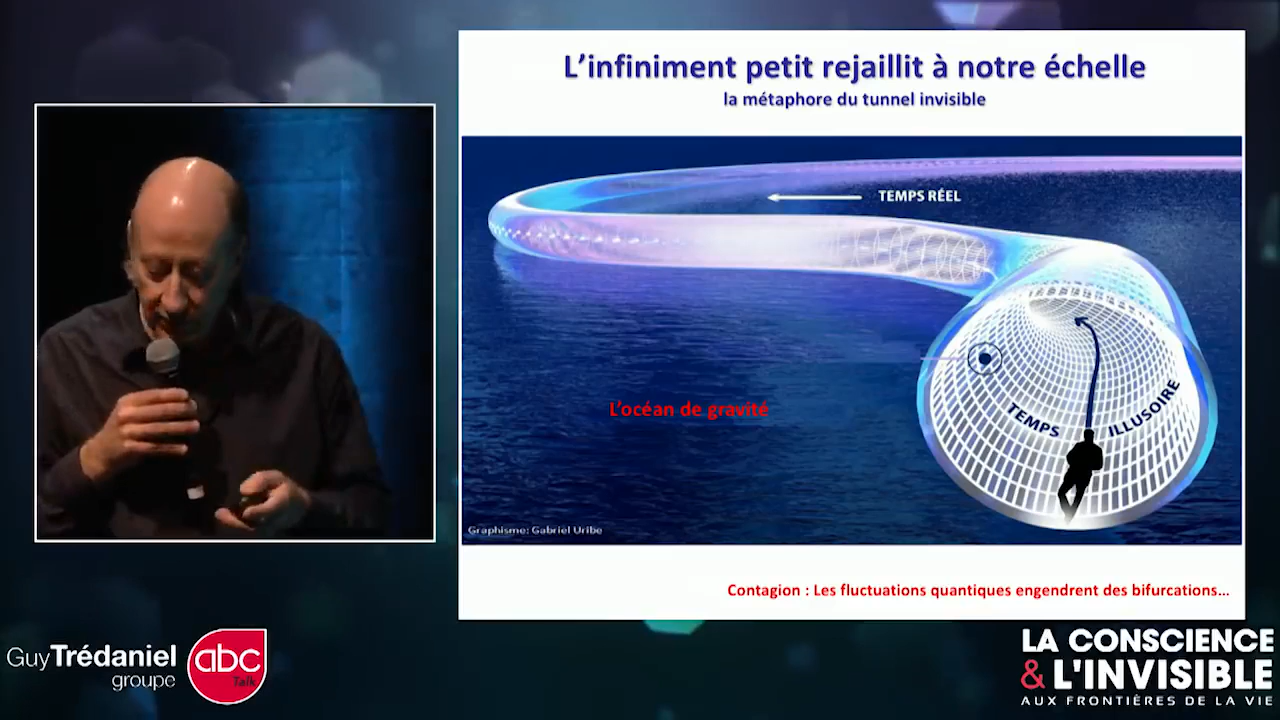 L'infiniment petit rejaillit à notre échelle
la métaphore du tunnel invisible
TEMPS RÉEL
L'océan de gravité
TEMPS ILLUSOIRE
Graphisme: Gabriel Uribe
Contagion : Les fluctuations quantiques engendrent des bifurcations...
Guy Trédaniel
groupe
abc
Talk
LA CONSCIENCE
& L'INVISIBLE
AUX FRONTIÈRES DE LA VIE